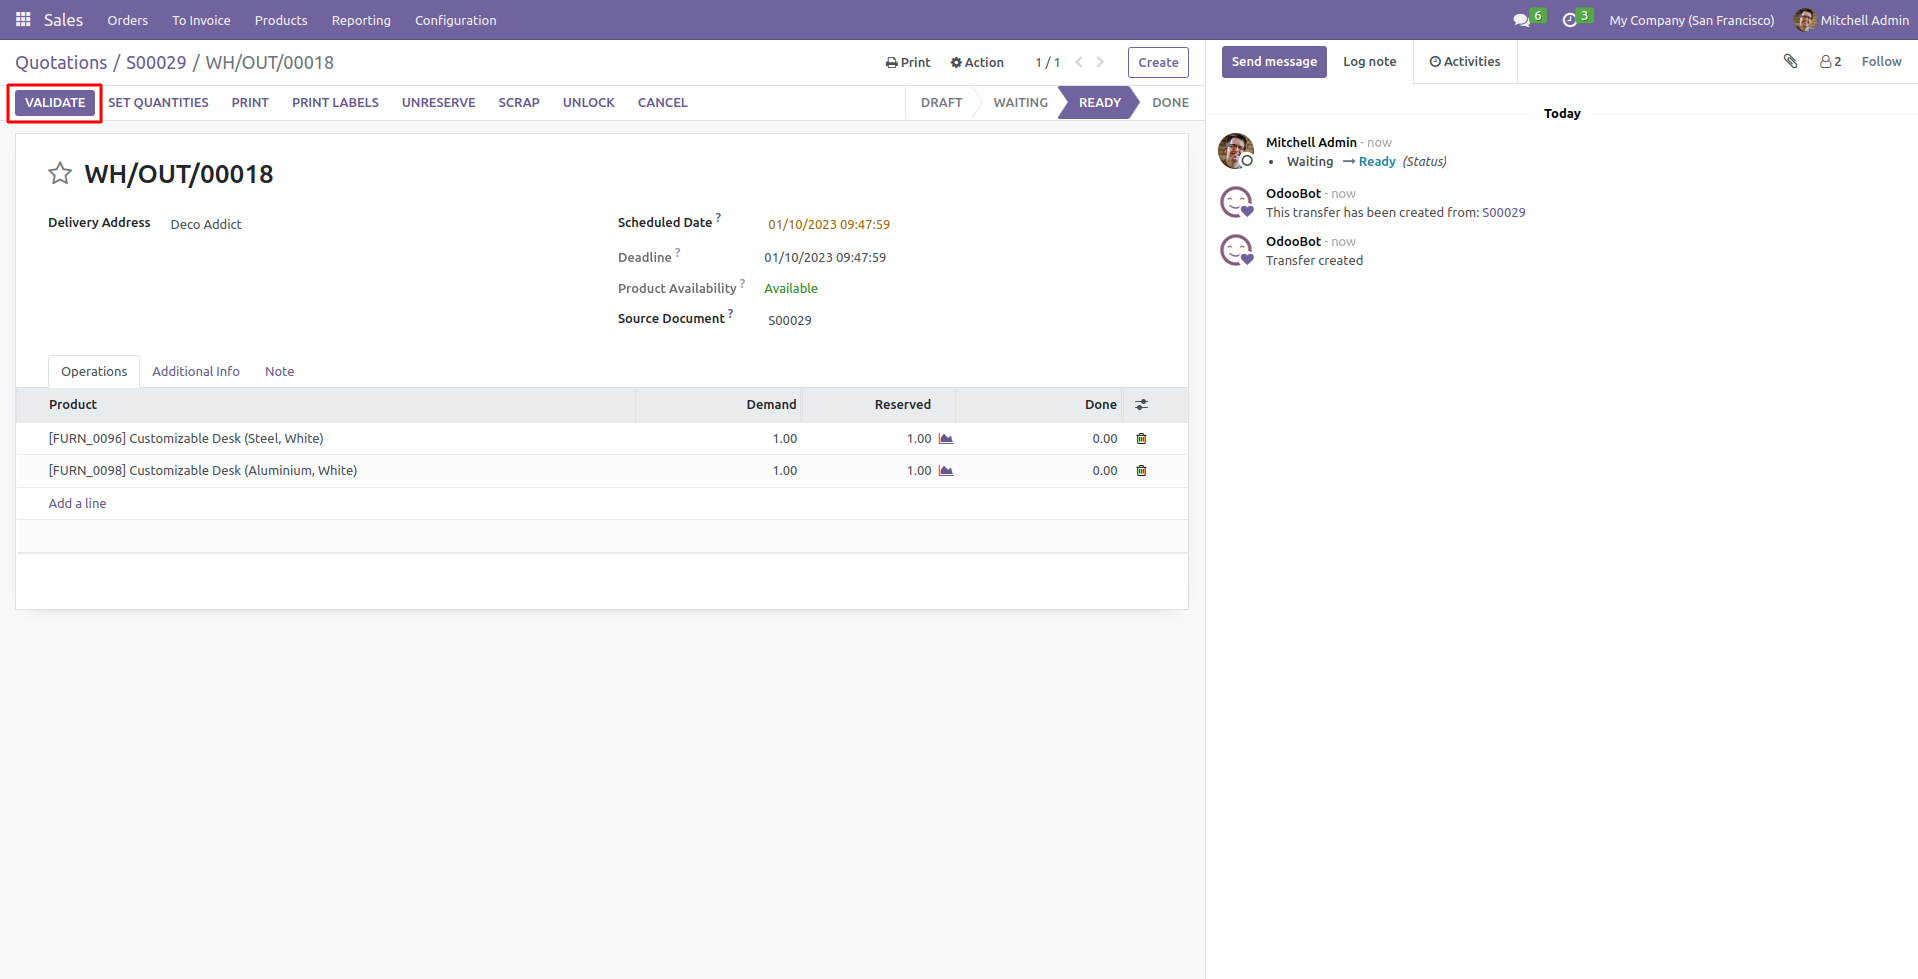 Sales Orders To Invoice Products Reporting Configuration 6 3 My Company (San Francisco) Mitchell Admin
Quotations / S00029 / WH/OUT/00018 Print Action 1 / 1 Create
Send message Log note Activities 2 Follow
VALIDATE SET QUANTITIES PRINT PRINT LABELS UNRESERVE SCRAP UNLOCK CANCEL DRAFT WAITING READY DONE
WH/OUT/00018
Delivery Address Deco Addict
Scheduled Date ? 01/10/2023 09:47:59
Deadline ? 01/10/2023 09:47:59
Product Availability ? Available
Source Document ? S00029
Operations Additional Info Note
Product Demand Reserved Done
[FURN_0096] Customizable Desk (Steel, White) 1.00 1.00 0.00
[FURN_0098] Customizable Desk (Aluminium, White) 1.00 1.00 0.00
Add a line
Today
Mitchell Admin - now
• Waiting → Ready (Status)
OdooBot - now
This transfer has been created from: S00029
OdooBot - now
Transfer created